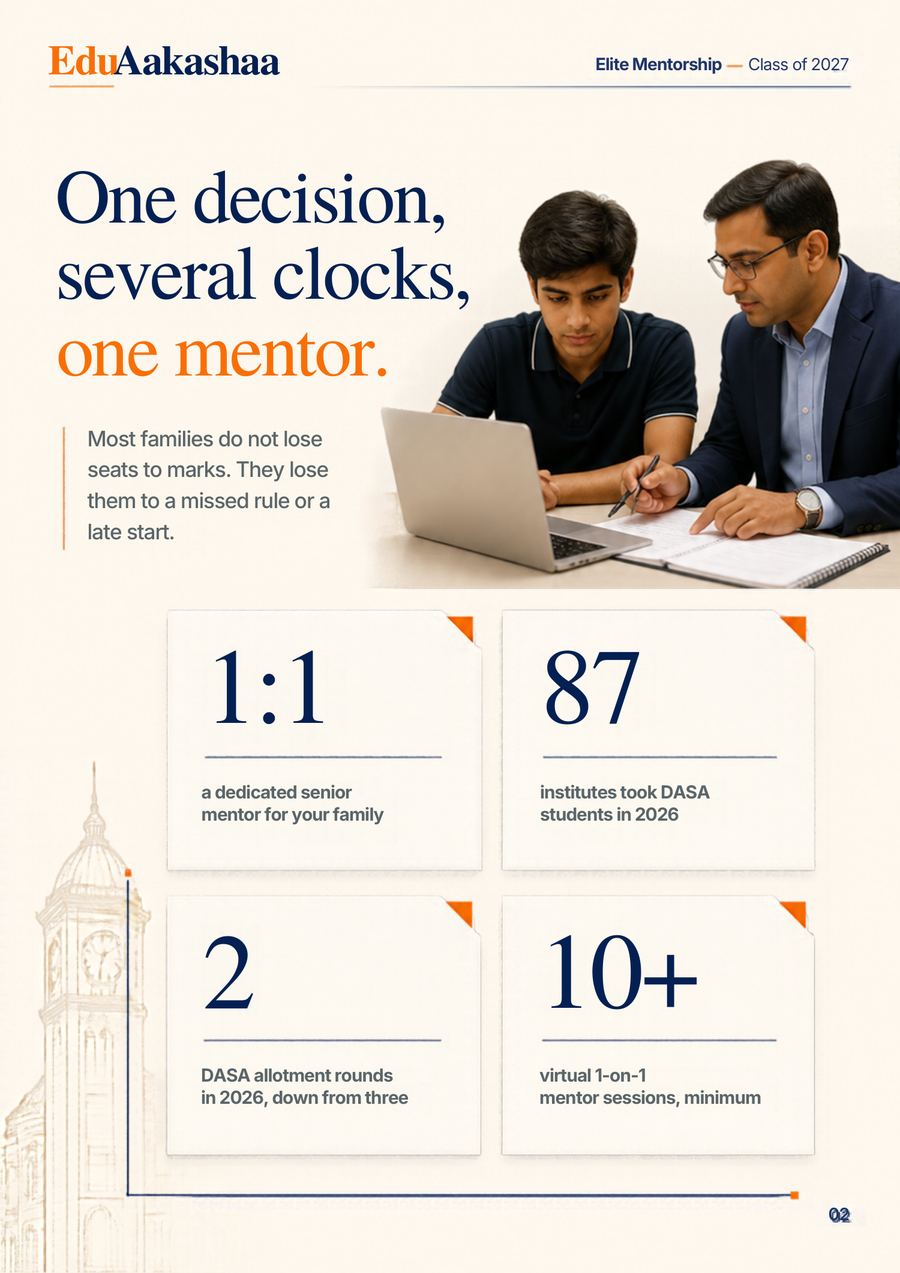 EduAakashaa
Elite Mentorship — Class of 2027
One decision,
several clocks,
one mentor.
Most families do not lose
seats to marks. They lose
them to a missed rule or a
late start.
1:1
a dedicated senior
mentor for your family
87
institutes took DASA
students in 2026
2
DASA allotment rounds
in 2026, down from three
10+
virtual 1-on-1
mentor sessions, minimum
02